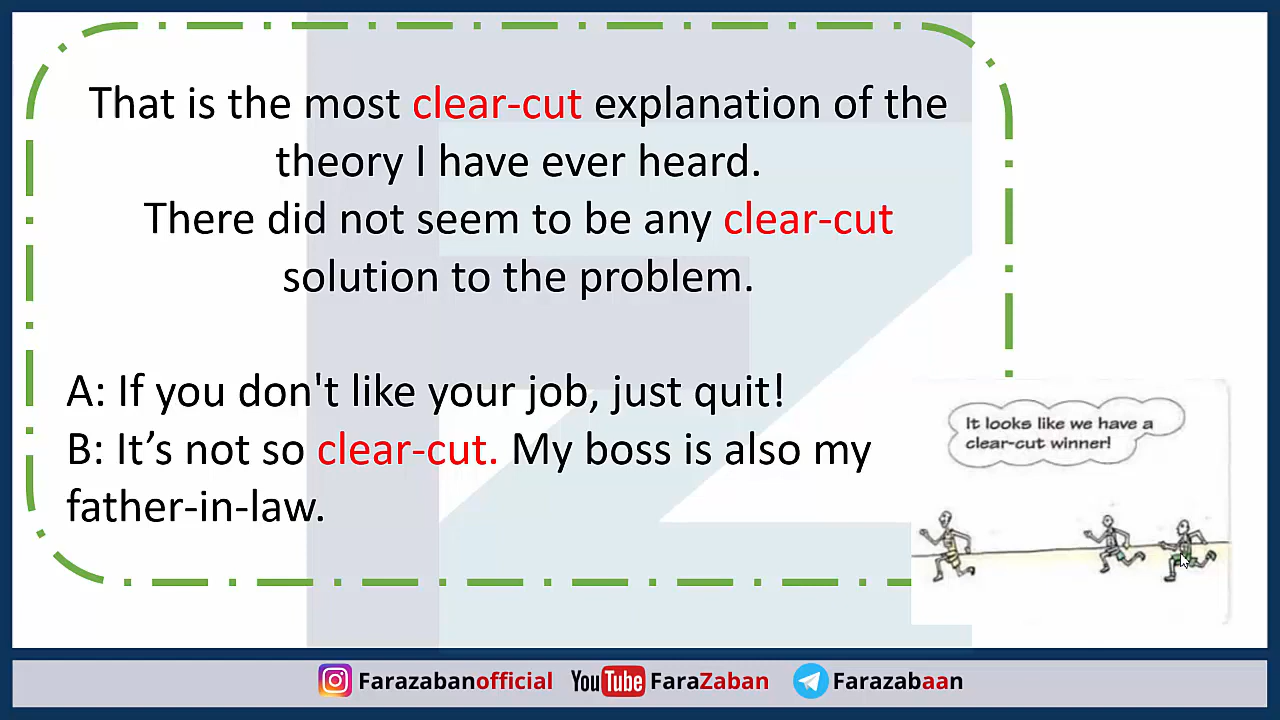 That is the most clear-cut explanation of the
theory I have ever heard.
There did not seem to be any clear-cut
solution to the problem.
A: If you don't like your job, just quit!
B: It’s not so clear-cut. My boss is also my
father-in-law.
It looks like we have a
clear-cut winner!
Farazabanofficial YouTube FaraZaban Farazabaan